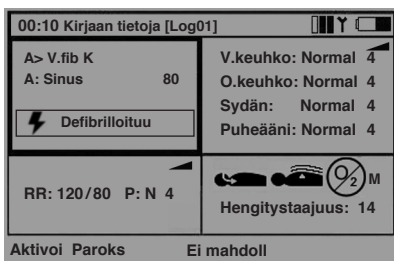 00:10 Kirjaan tietoja [Log01]
A> V.fib K
A: Sinus 80
Defibrilloituu
V.keuhko: Normal 4
O.keuhko: Normal 4
Sydän: Normal 4
Puheääni: Normal 4
RR: 120/80 P: N 4
O2 M
Hengitystaajuus: 14
Aktivoi Paroks Ei mahdoll